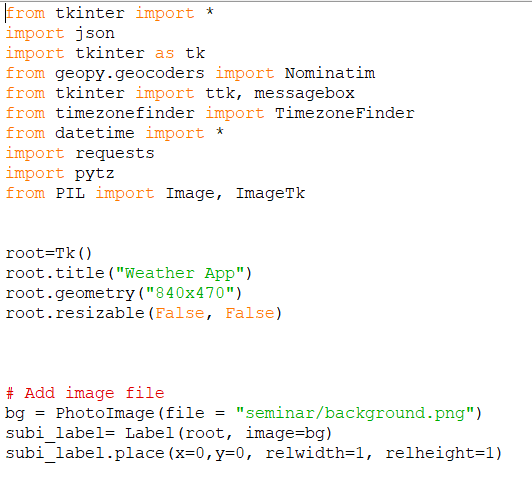 from tkinter import *
import json
import tkinter as tk
from geopy.geocoders import Nominatim
from tkinter import ttk, messagebox
from timezonefinder import TimezoneFinder
from datetime import *
import requests
import pytz
from PIL import Image, ImageTk
root=Tk()
root.title("Weather App")
root.geometry("840x470")
root.resizable(False, False)
# Add image file
bg = PhotoImage(file = "seminar/background.png")
subi_label= Label(root, image=bg)
subi_label.place(x=0,y=0, relwidth=1, relheight=1)